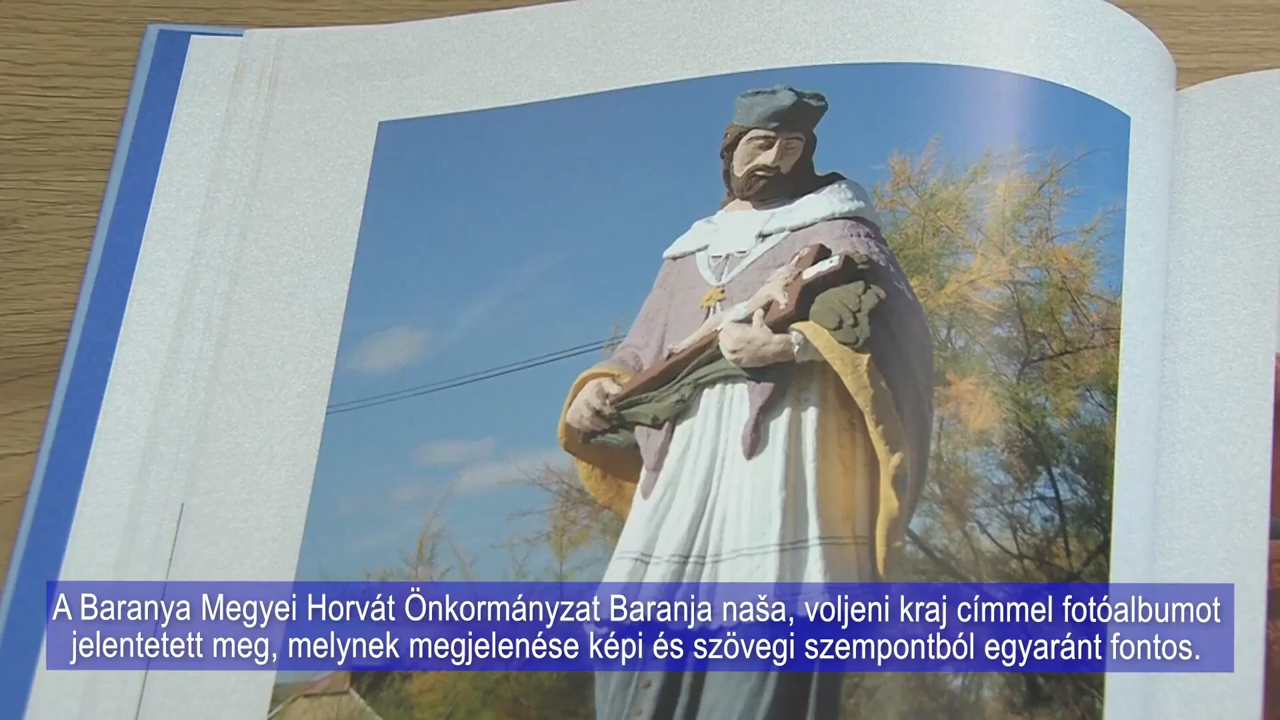 A Baranya Megyei Horvát Önkormányzat Baranja naša, voljeni kraj címmel fotóalbumot
jelentetett meg, melynek megjelenése képi és szövegi szempontból egyaránt fontos.